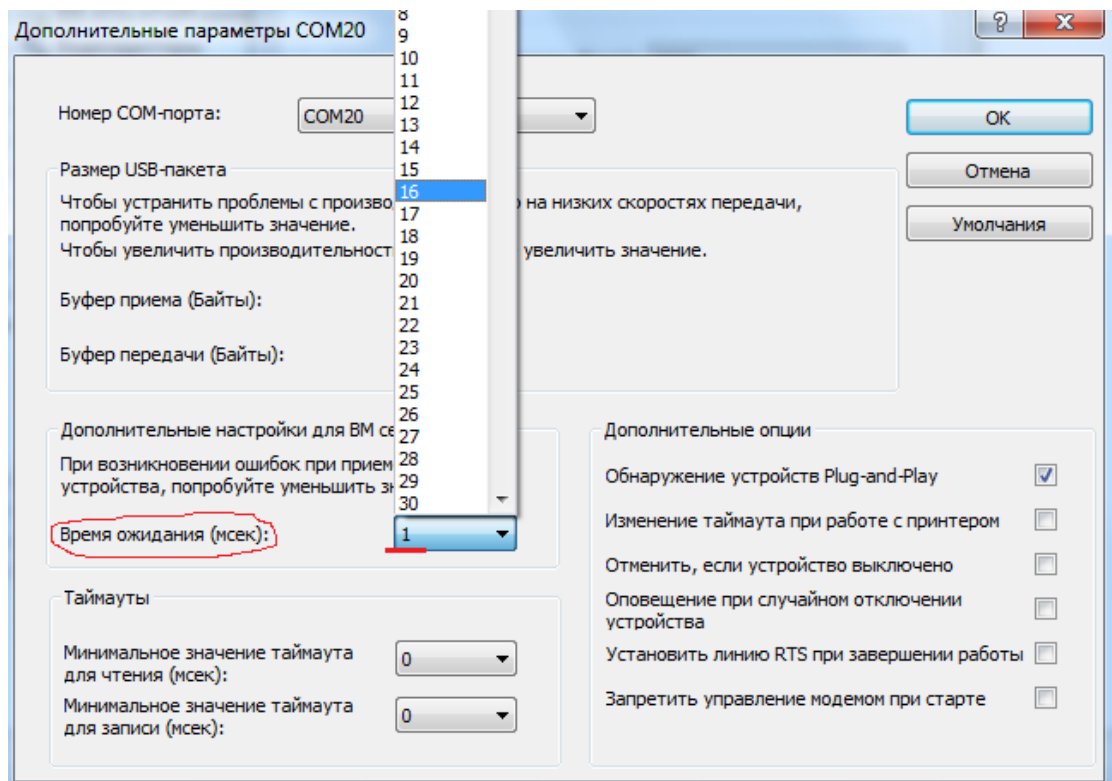 Дополнительные параметры COM20
Номер COM-порта:
COM20
OK
Отмена
Умолчания
Размер USB-пакета
Чтобы устранить проблемы с на низких скоростях передачи,
попробуйте уменьшить значение.
Чтобы увеличить увеличить значение.
Буфер приема (Байты):
Буфер передачи (Байты):
8
9
10
11
12
13
14
15
16
17
18
19
20
21
22
23
24
25
26
27
28
29
30
Дополнительные настройки для ВМ
При возникновении ошибок при
устройства, попробуйте уменьшить
Время ожидания (мсек):
1
Таймауты
Минимальное значение таймаута
для чтения (мсек):
0
Минимальное значение таймаута
для записи (мсек):
0
Дополнительные опции
Обнаружение устройств Plug-and-Play
Изменение таймаута при работе с принтером
Отменить, если устройство выключено
Оповещение при случайном отключении
устройства
Установить линию RTS при завершении работы
Запретить управление модемом при старте